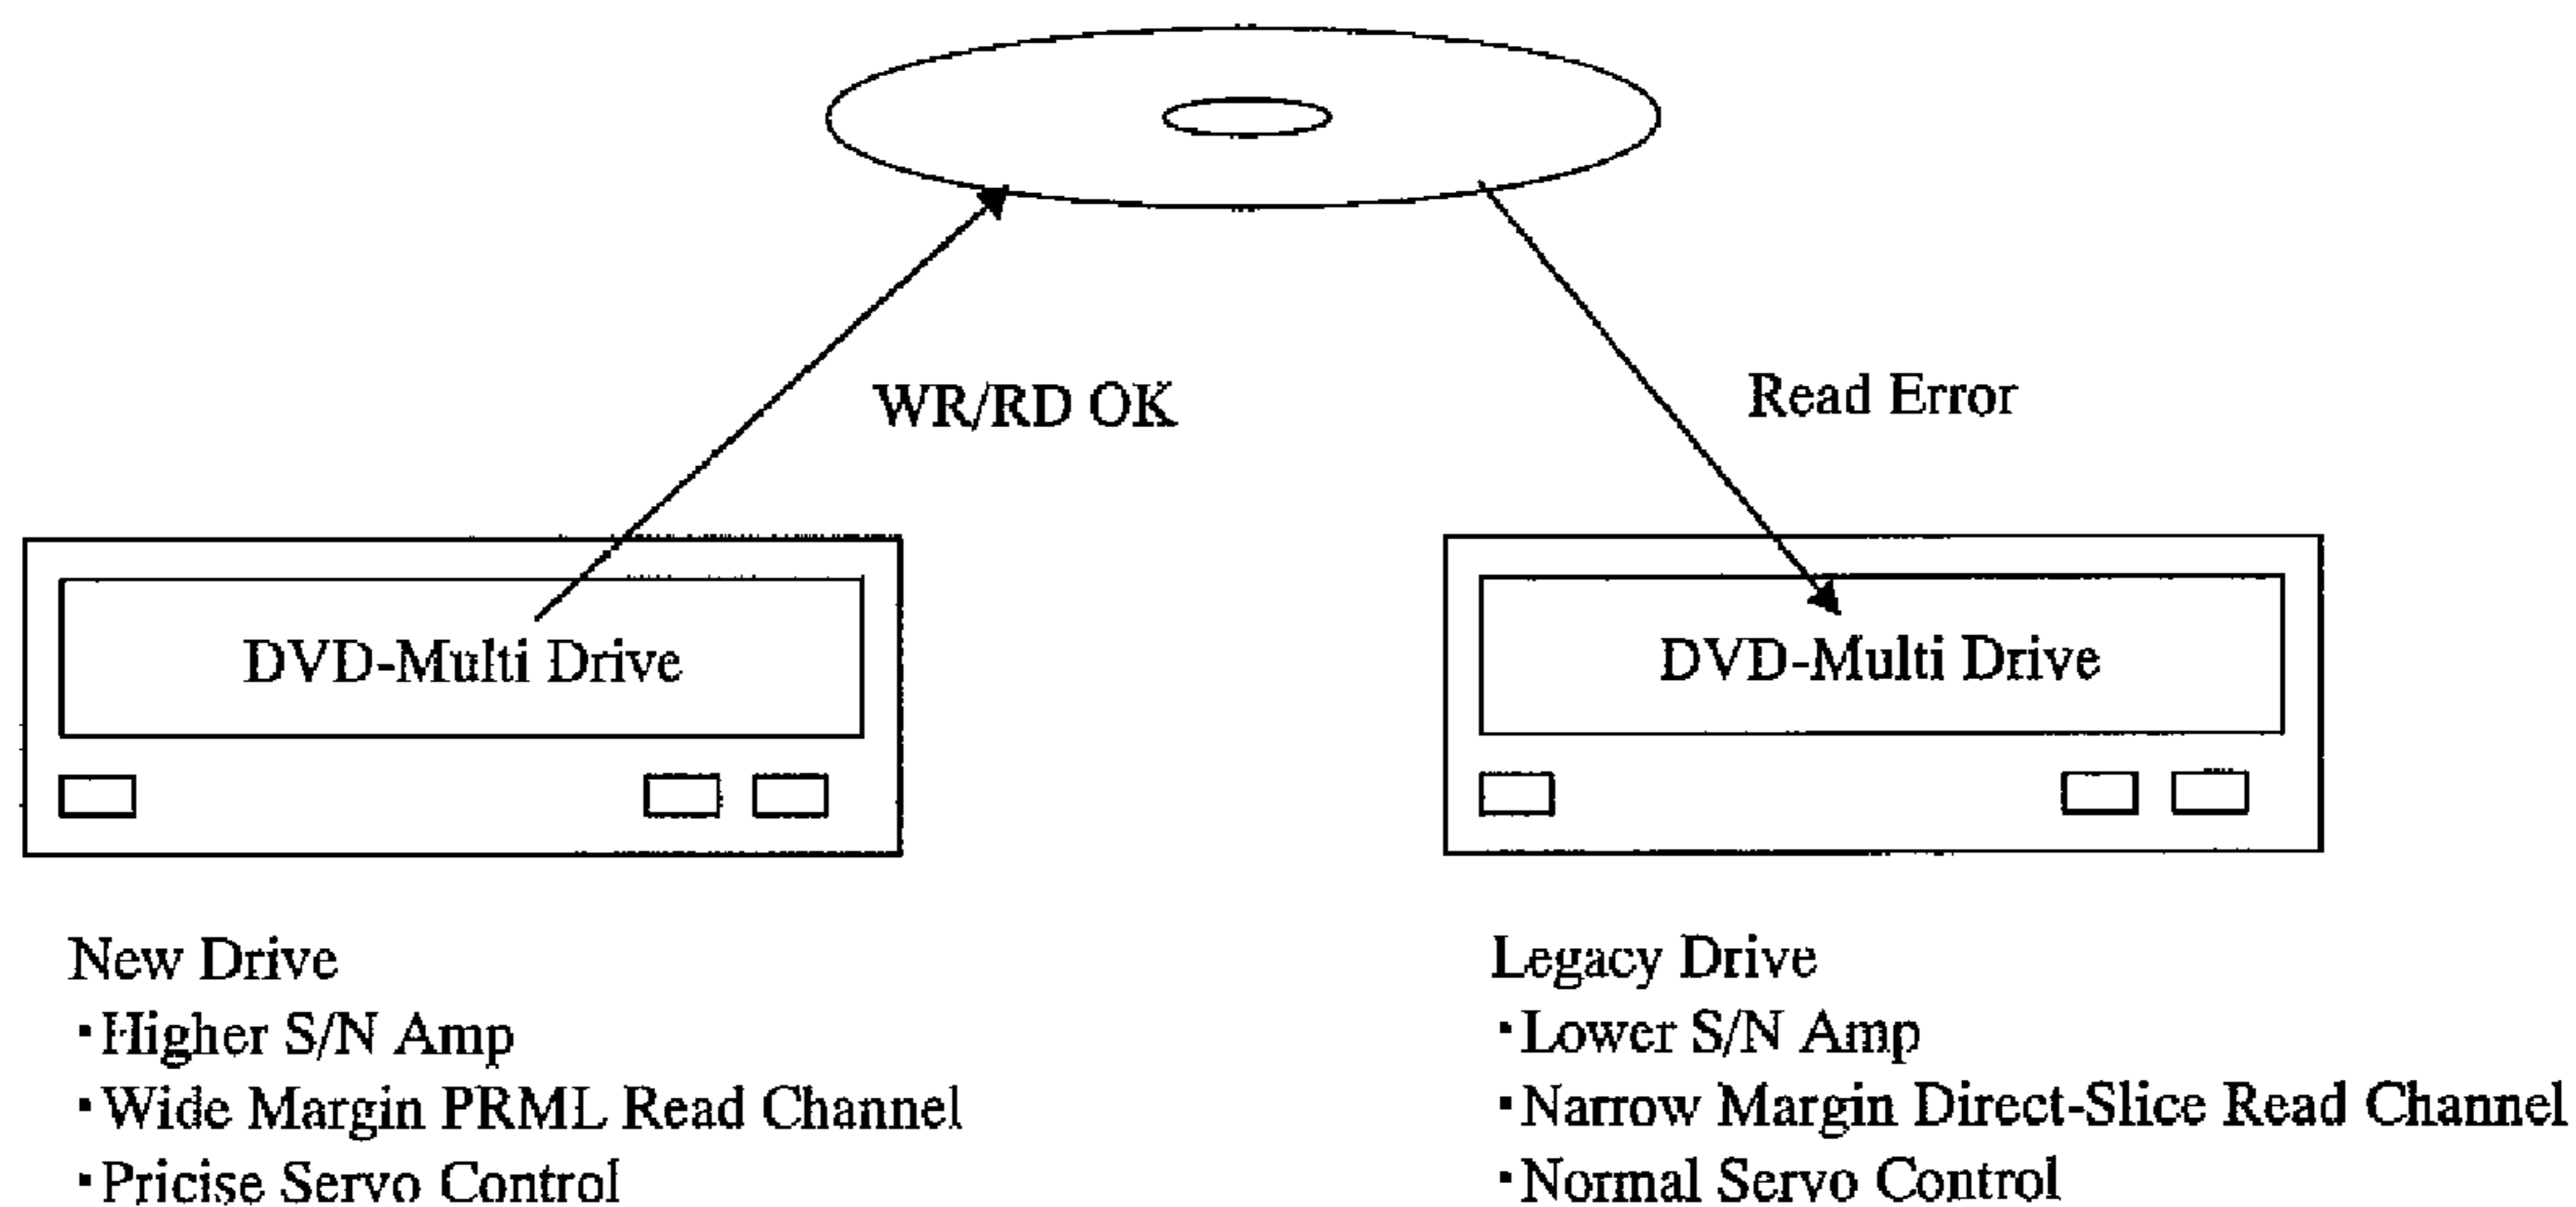 WR/RD OK
Read Error
DVD-Multi Drive
DVD-Multi Drive
New Drive
・Higher S/N Amp
・Wide Margin PRML Read Channel
・Pricise Servo Control
Legacy Drive
・Lower S/N Amp
・Narrow Margin Direct-Slice Read Channel
・Normal Servo Control